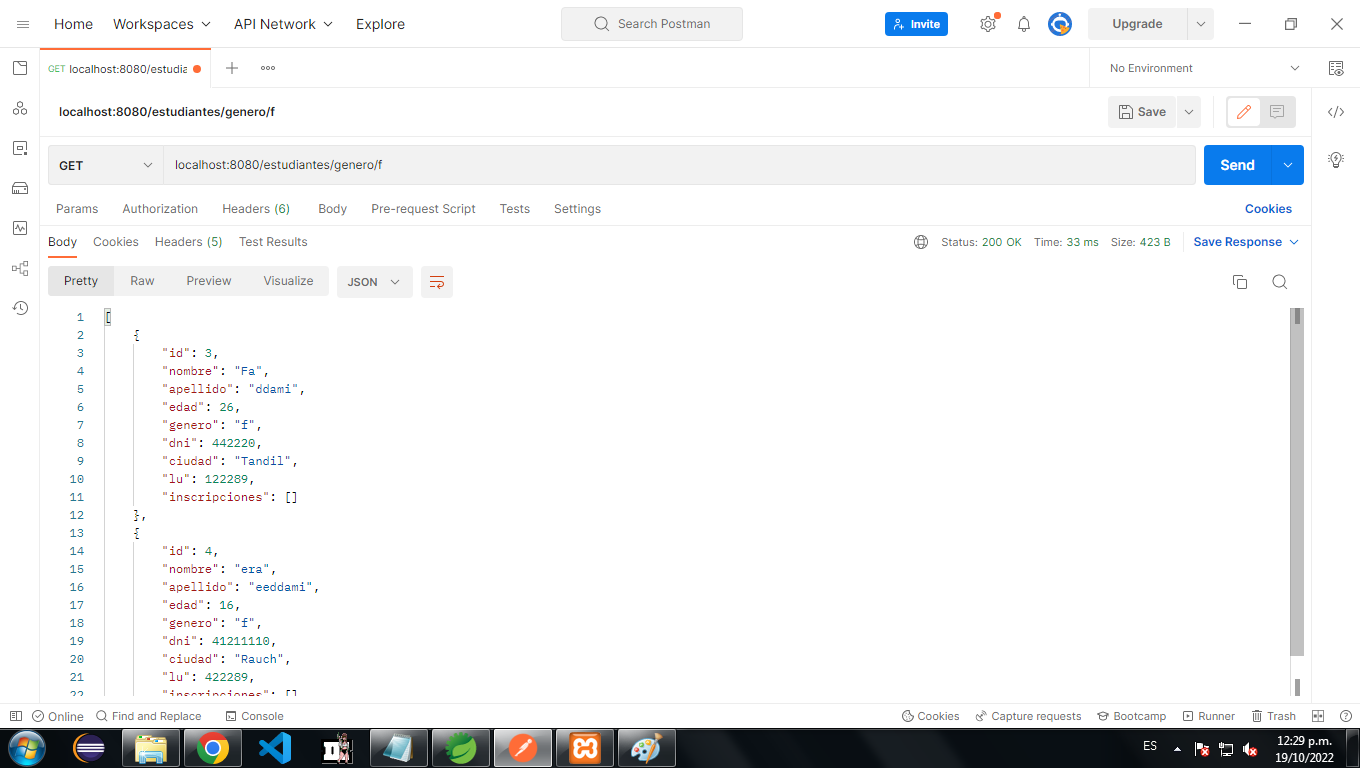 Home Workspaces API Network Explore Search Postman Invite Upgrade
GET localhost:8080/estudia No Environment
localhost:8080/estudiantes/genero/f Save
GET localhost:8080/estudiantes/genero/f Send
Params Authorization Headers (6) Body Pre-request Script Tests Settings Cookies
Body Cookies Headers (5) Test Results Status: 200 OK Time: 33 ms Size: 423 B Save Response
Pretty Raw Preview Visualize JSON
1 [
2 {
3 "id": 3,
4 "nombre": "Fa",
5 "apellido": "ddami",
6 "edad": 26,
7 "genero": "f",
8 "dni": 442220,
9 "ciudad": "Tandil",
10 "lu": 122289,
11 "inscripciones": []
12 },
13 {
14 "id": 4,
15 "nombre": "era",
16 "apellido": "eeddami",
17 "edad": 16,
18 "genero": "f",
19 "dni": 41211110,
20 "ciudad": "Rauch",
21 "lu": 422289,
22 "inscripciones": []
Online Find and Replace Console Cookies Capture requests Bootcamp Runner Trash
ES 12:29 p.m.
19/10/2022